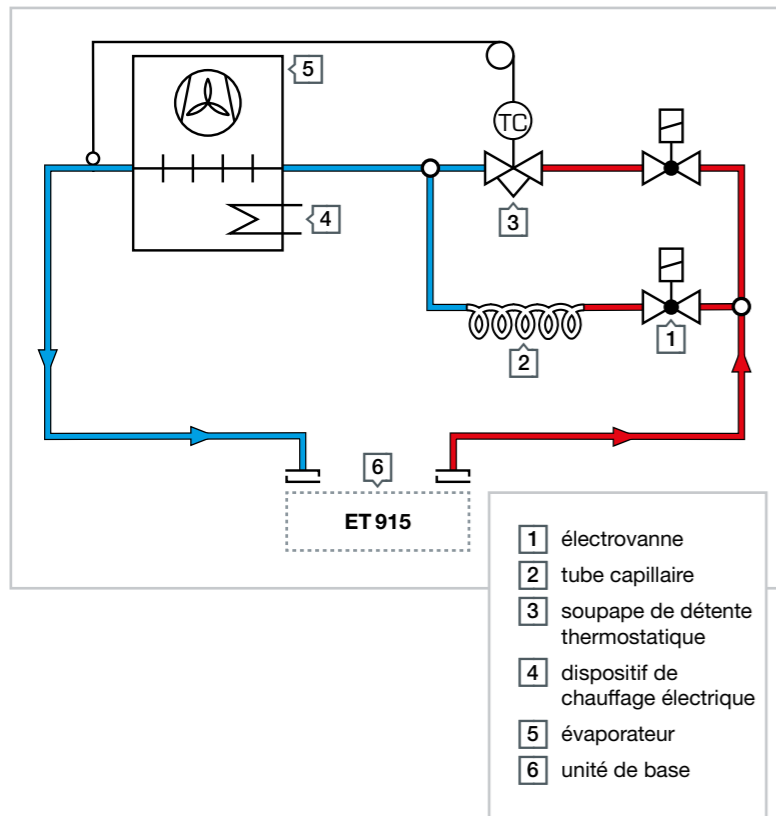 5
TC
4
3
1
2
6
ET 915
1 électrovanne
2 tube capillaire
3 soupape de détente
thermostatique
4 dispositif de
chauffage électrique
5 évaporateur
6 unité de base